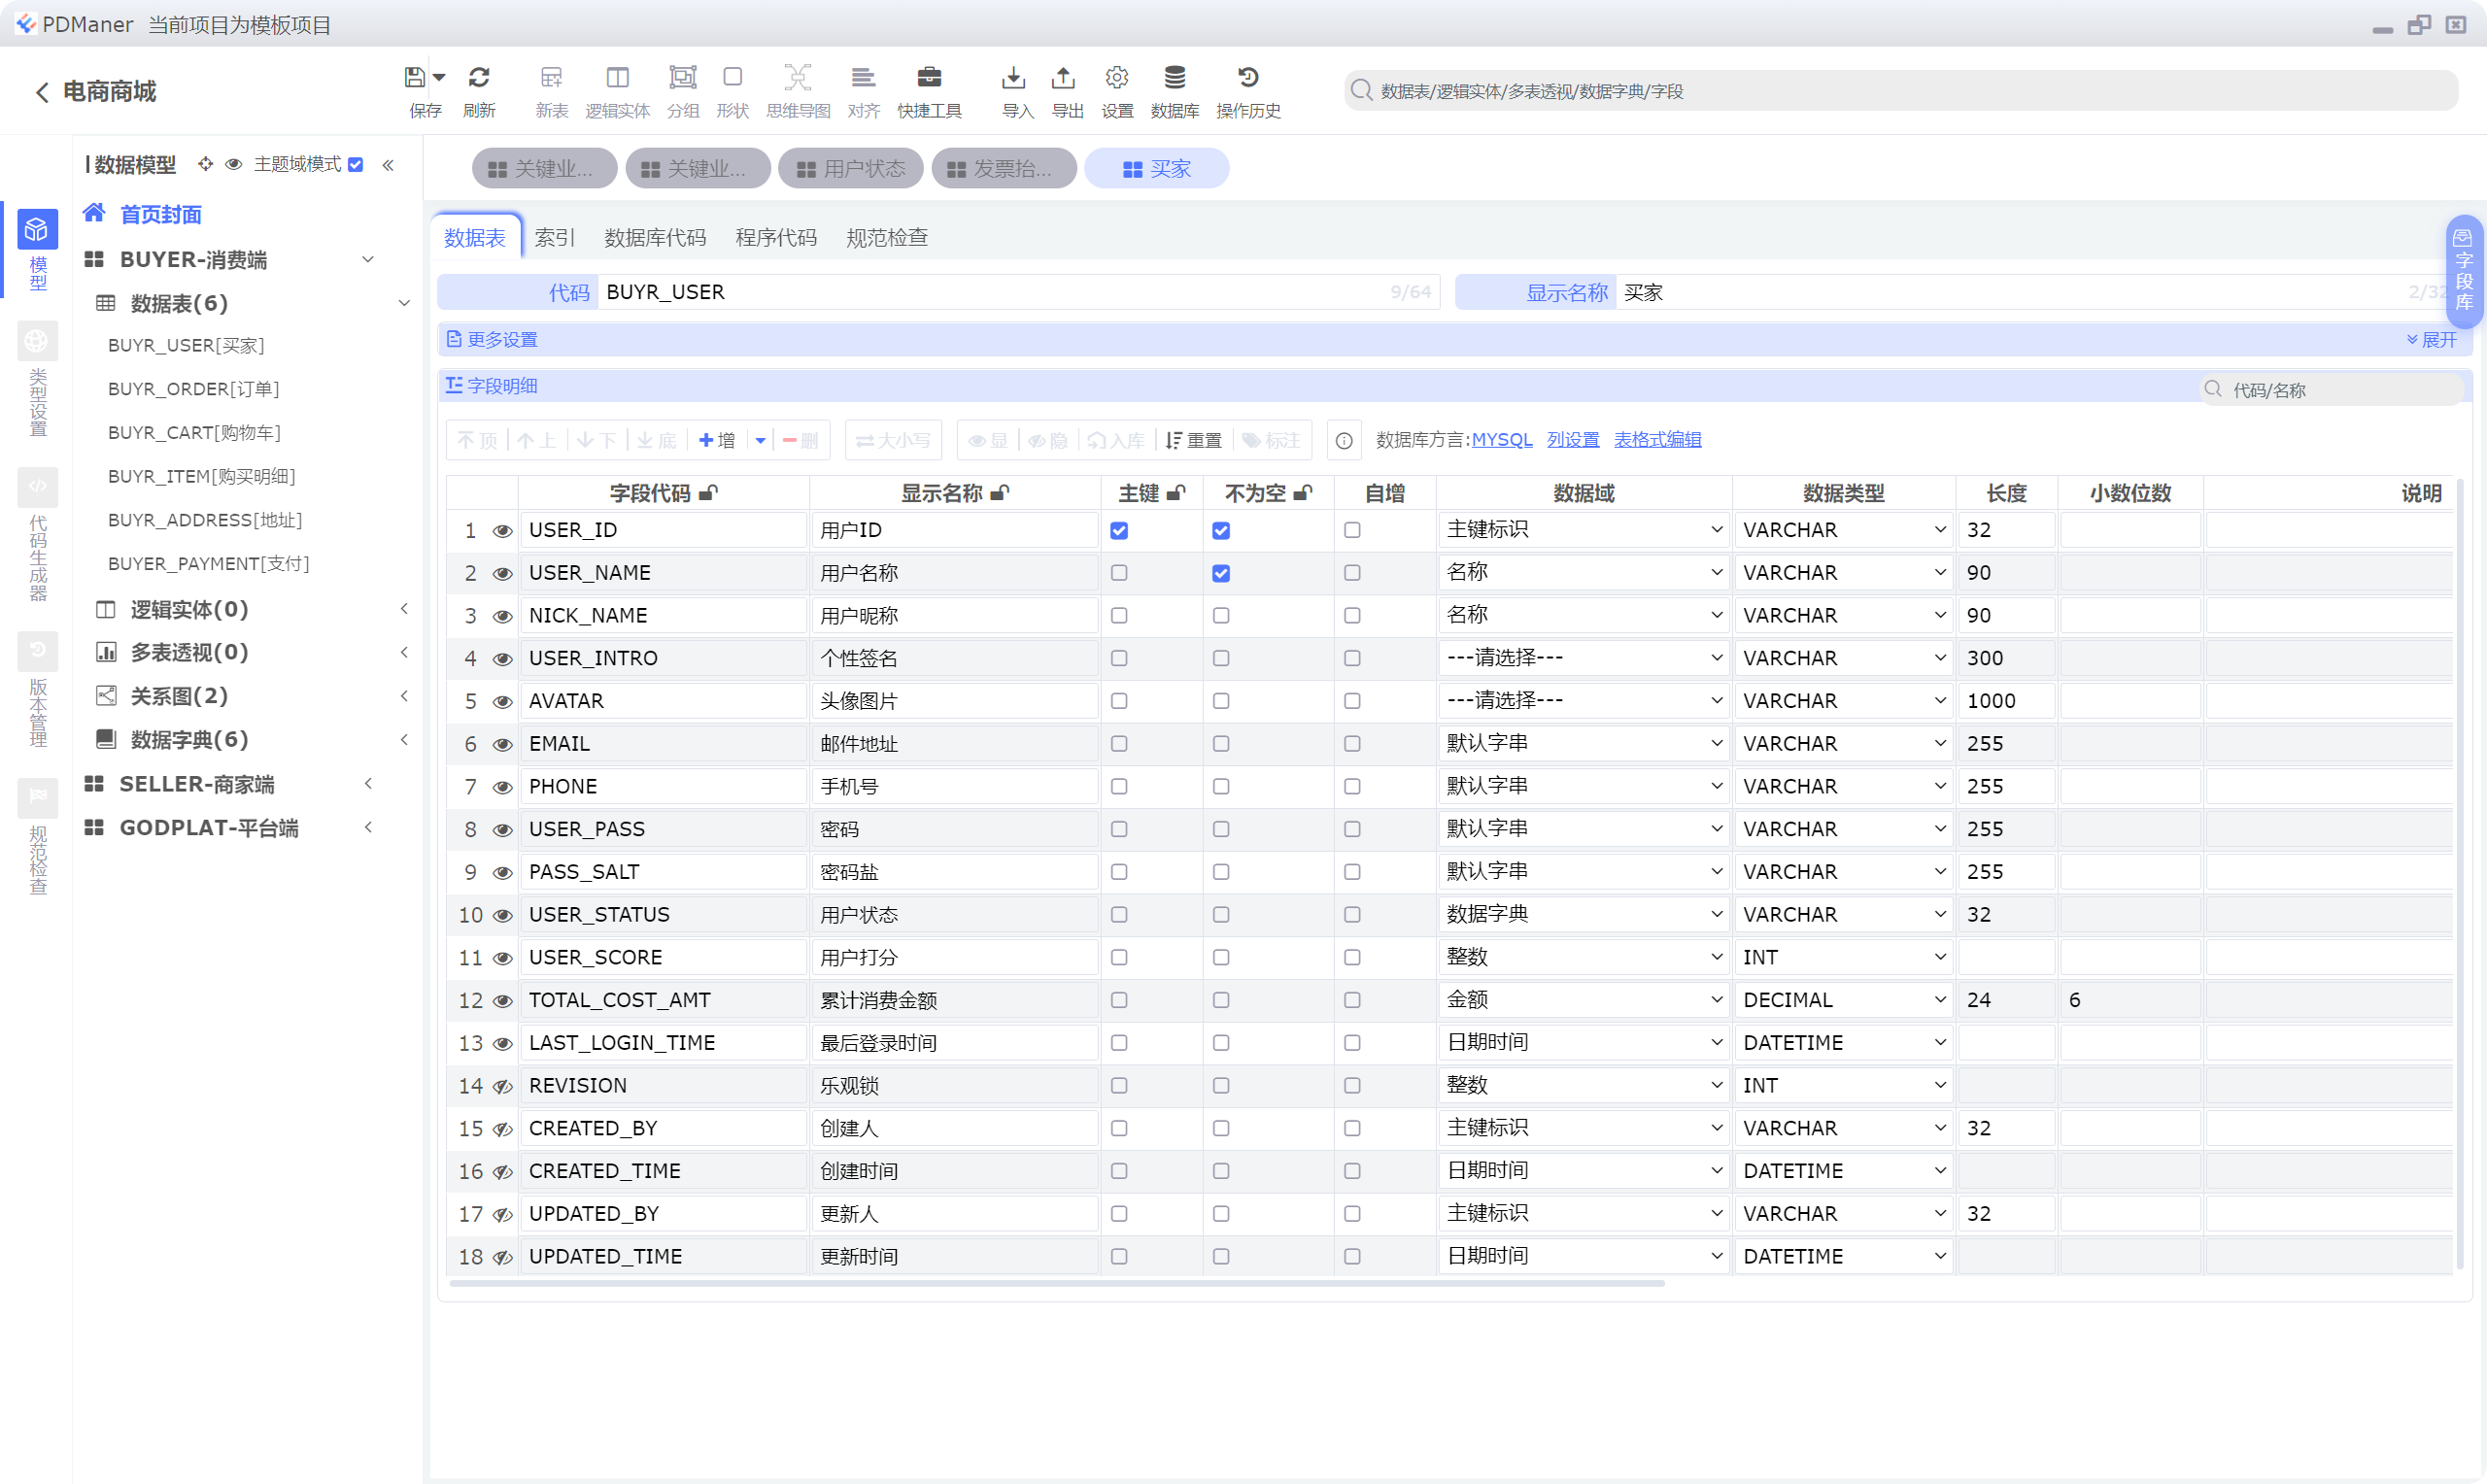 PDManer 当前项目为模板项目
电商商城
保存 刷新 新表 逻辑实体 分组 形状 思维导图 对齐 快捷工具 导入 导出 设置 数据库 操作历史
数据表/逻辑实体/多表透视/数据字典/字段
模型
类型设置
代码生成器
版本管理
规范检查
数据模型 主题域模式
首页封面
BUYER-消费端
数据表(6)
BUYR_USER[买家]
BUYR_ORDER[订单]
BUYR_CART[购物车]
BUYR_ITEM[购买明细]
BUYR_ADDRESS[地址]
BUYER_PAYMENT[支付]
逻辑实体(0)
多表透视(0)
关系图(2)
数据字典(6)
SELLER-商家端
GODPLAT-平台端
关键业... 关键业... 用户状态 发票抬... 买家
数据表 索引 数据库代码 程序代码 规范检查
代码 BUYR_USER 9/64 显示名称 买家 2/32
字段库
更多设置 展开
字段明细 代码/名称
顶 上 下 底 增 删 大小写 显 隐 入库 重置 标注 数据库方言:MYSQL 列设置 表格式编辑
字段代码 显示名称 主键 不为空 自增 数据域 数据类型 长度 小数位数 说明
1 USER_ID 用户ID 主键标识 VARCHAR 32
2 USER_NAME 用户名称 名称 VARCHAR 90
3 NICK_NAME 用户昵称 名称 VARCHAR 90
4 USER_INTRO 个性签名 ---请选择--- VARCHAR 300
5 AVATAR 头像图片 ---请选择--- VARCHAR 1000
6 EMAIL 邮件地址 默认字串 VARCHAR 255
7 PHONE 手机号 默认字串 VARCHAR 255
8 USER_PASS 密码 默认字串 VARCHAR 255
9 PASS_SALT 密码盐 默认字串 VARCHAR 255
10 USER_STATUS 用户状态 数据字典 VARCHAR 32
11 USER_SCORE 用户打分 整数 INT
12 TOTAL_COST_AMT 累计消费金额 金额 DECIMAL 24 6
13 LAST_LOGIN_TIME 最后登录时间 日期时间 DATETIME
14 REVISION 乐观锁 整数 INT
15 CREATED_BY 创建人 主键标识 VARCHAR 32
16 CREATED_TIME 创建时间 日期时间 DATETIME
17 UPDATED_BY 更新人 主键标识 VARCHAR 32
18 UPDATED_TIME 更新时间 日期时间 DATETIME